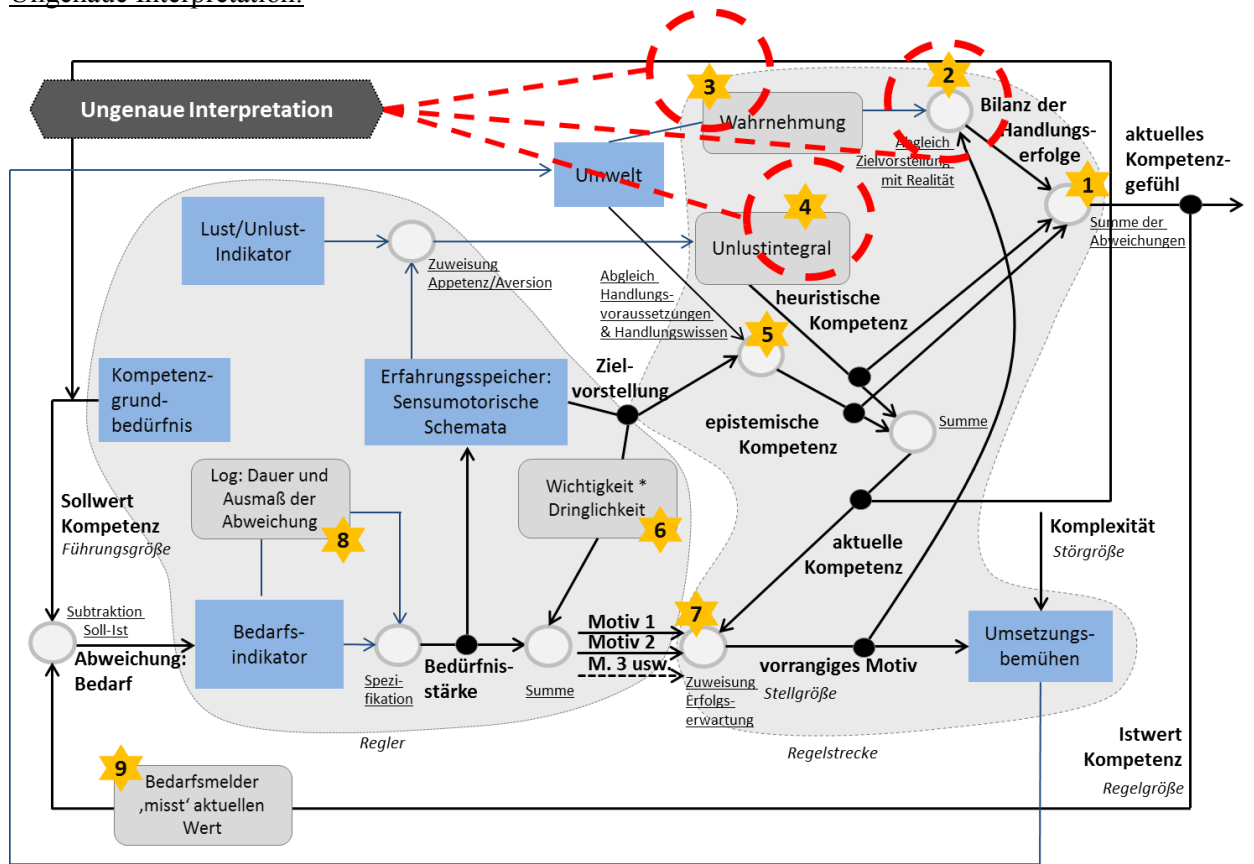 Ungenaue Interpretation:
Ungenaue Interpretation
3
2
Wahrnehmung
Bilanz der
Handlungs-
erfolge
Abgleich
Zielvorstellung
mit Realität
aktuelles
Kompetenz-
gefühl
1
Summe der
Abweichungen
Umwelt
4
Unlustintegral
Lust/Unlust-
Indikator
Zuweisung
Appetenz/Aversion
Abgleich
Handlungs-
voraussetzungen
& Handlungswissen
heuristische
Kompetenz
5
Kompetenz-
grund-
bedürfnis
Erfahrungsspeicher:
Sensumotorische
Schemata
Ziel-
vorstellung
epistemische
Kompetenz
Summe
Sollwert
Kompetenz
Führungsgröße
Log: Dauer und
Ausmaß der
Abweichung
8
Wichtigkeit *
Dringlichkeit
6
aktuelle
Kompetenz
Komplexität
Störgröße
Subtraktion
Soll-Ist
Abweichung:
Bedarf
Bedarfs-
indikator
Spezi-
fikation
Bedürfnis-
stärke
Summe
Motiv 1
Motiv 2
M. 3 usw.
7
Zuweisung
Erfolgs-
erwartung
vorrangiges Motiv
Stellgröße
Umsetzungs-
bemühen
Regler
Regelstrecke
Istwert
Kompetenz
Regelgröße
9
Bedarfsmelder
‚misst‘ aktuellen
Wert